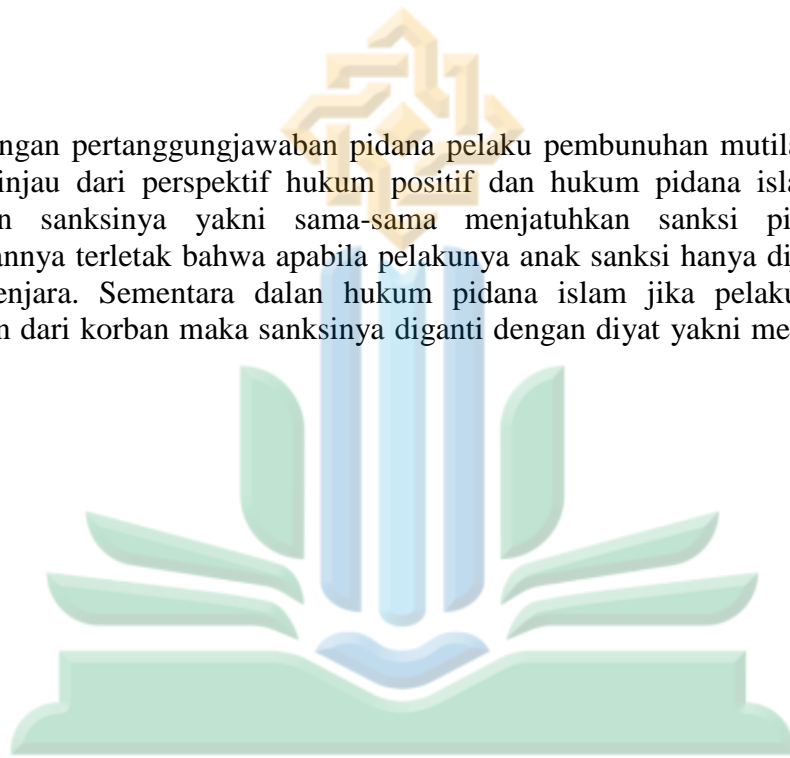 ngan pertanggungjawaban pidana pelaku pembunuhan mutila
injau dari perspektif hukum positif dan hukum pidana isla
n sanksinya yakni sama-sama menjatuhkan sanksi pi
annya terletak bahwa apabila pelakunya anak sanksi hanya dij
enjara. Sementara dalan hukum pidana islam jika pelaku
n dari korban maka sanksinya diganti dengan diyat yakni me